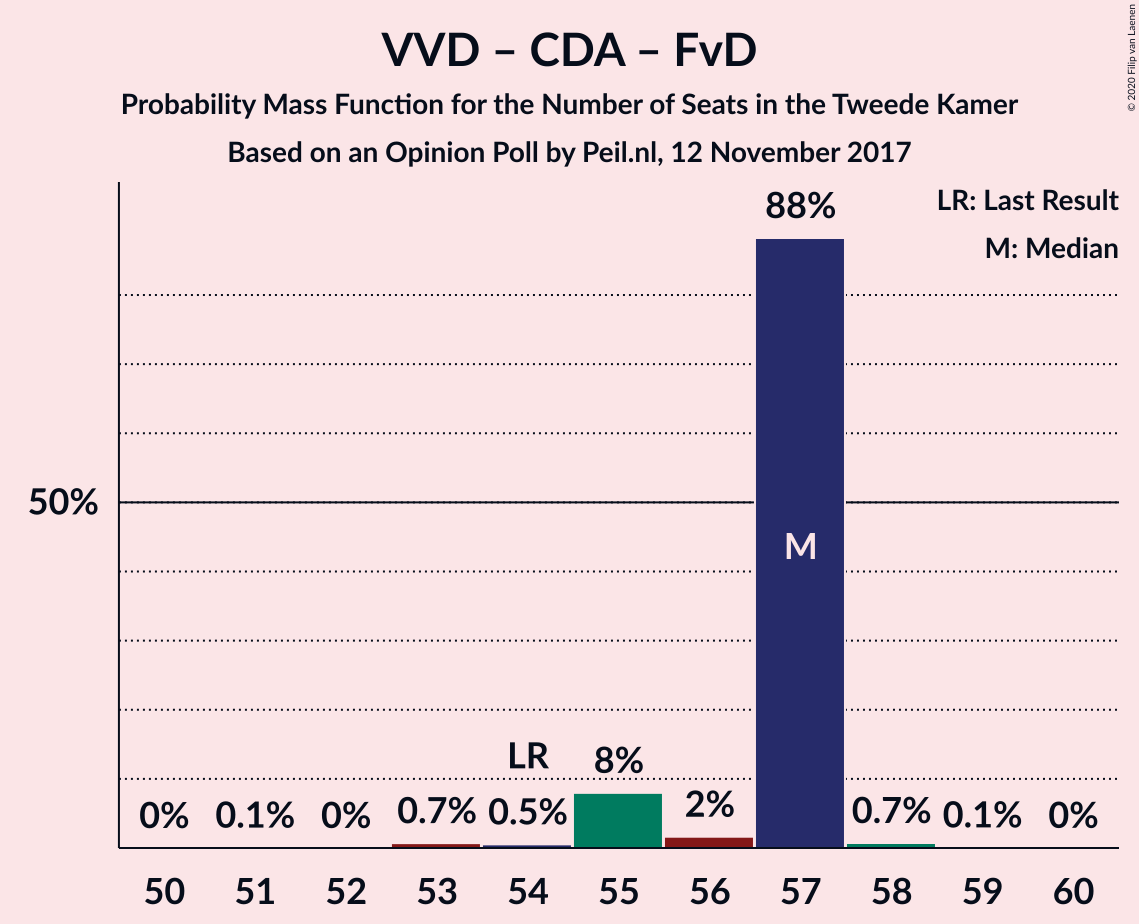 VVD – CDA – FvD
Probability Mass Function for the Number of Seats in the Tweede Kamer
Based on an Opinion Poll by Peil.nl, 12 November 2017
© 2020 Filip van Laenen
LR: Last Result
M: Median
88%
50%
M
LR
8%
0%
0.1%
0%
0.7%
0.5%
2%
0.7%
0.1%
0%
50 51 52 53 54 55 56 57 58 59 60